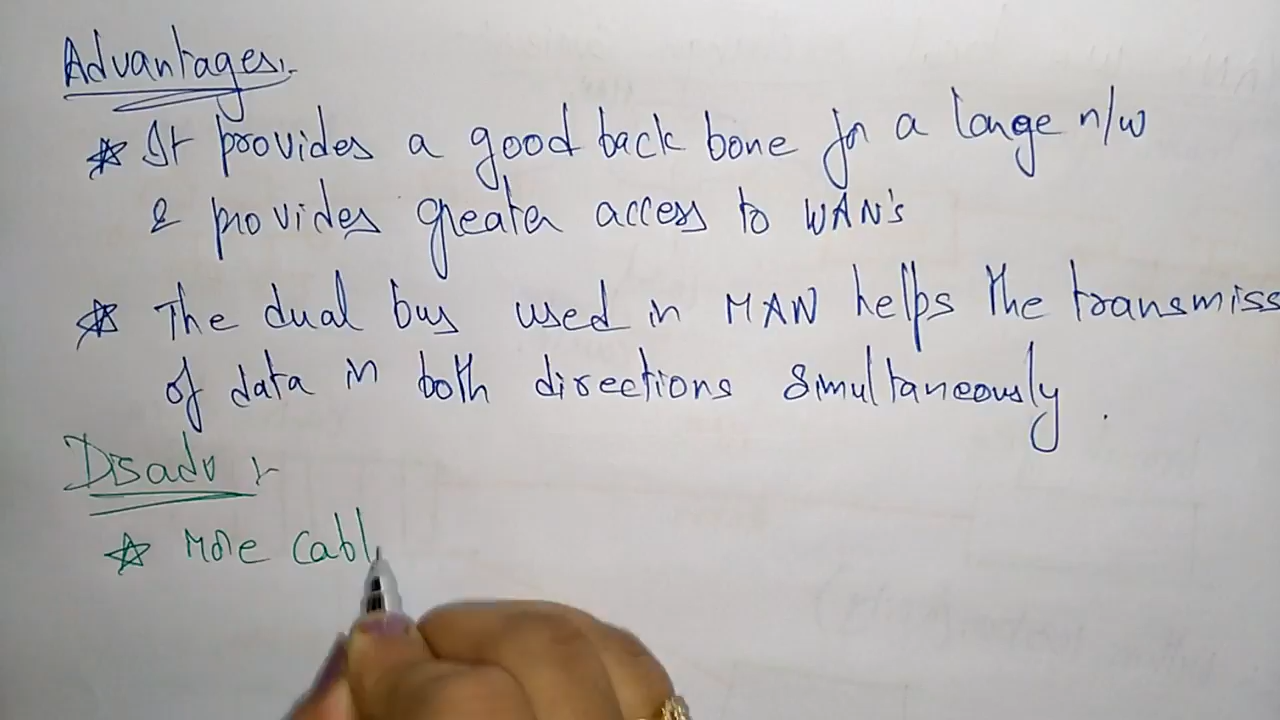 Advantages:-
* It provides a good back bone for a large n/w
& provides greater access to WAN's
* The dual bus used in MAN helps the transmiss
of data in both directions simultaneously.
Disadv :-
* More cabl